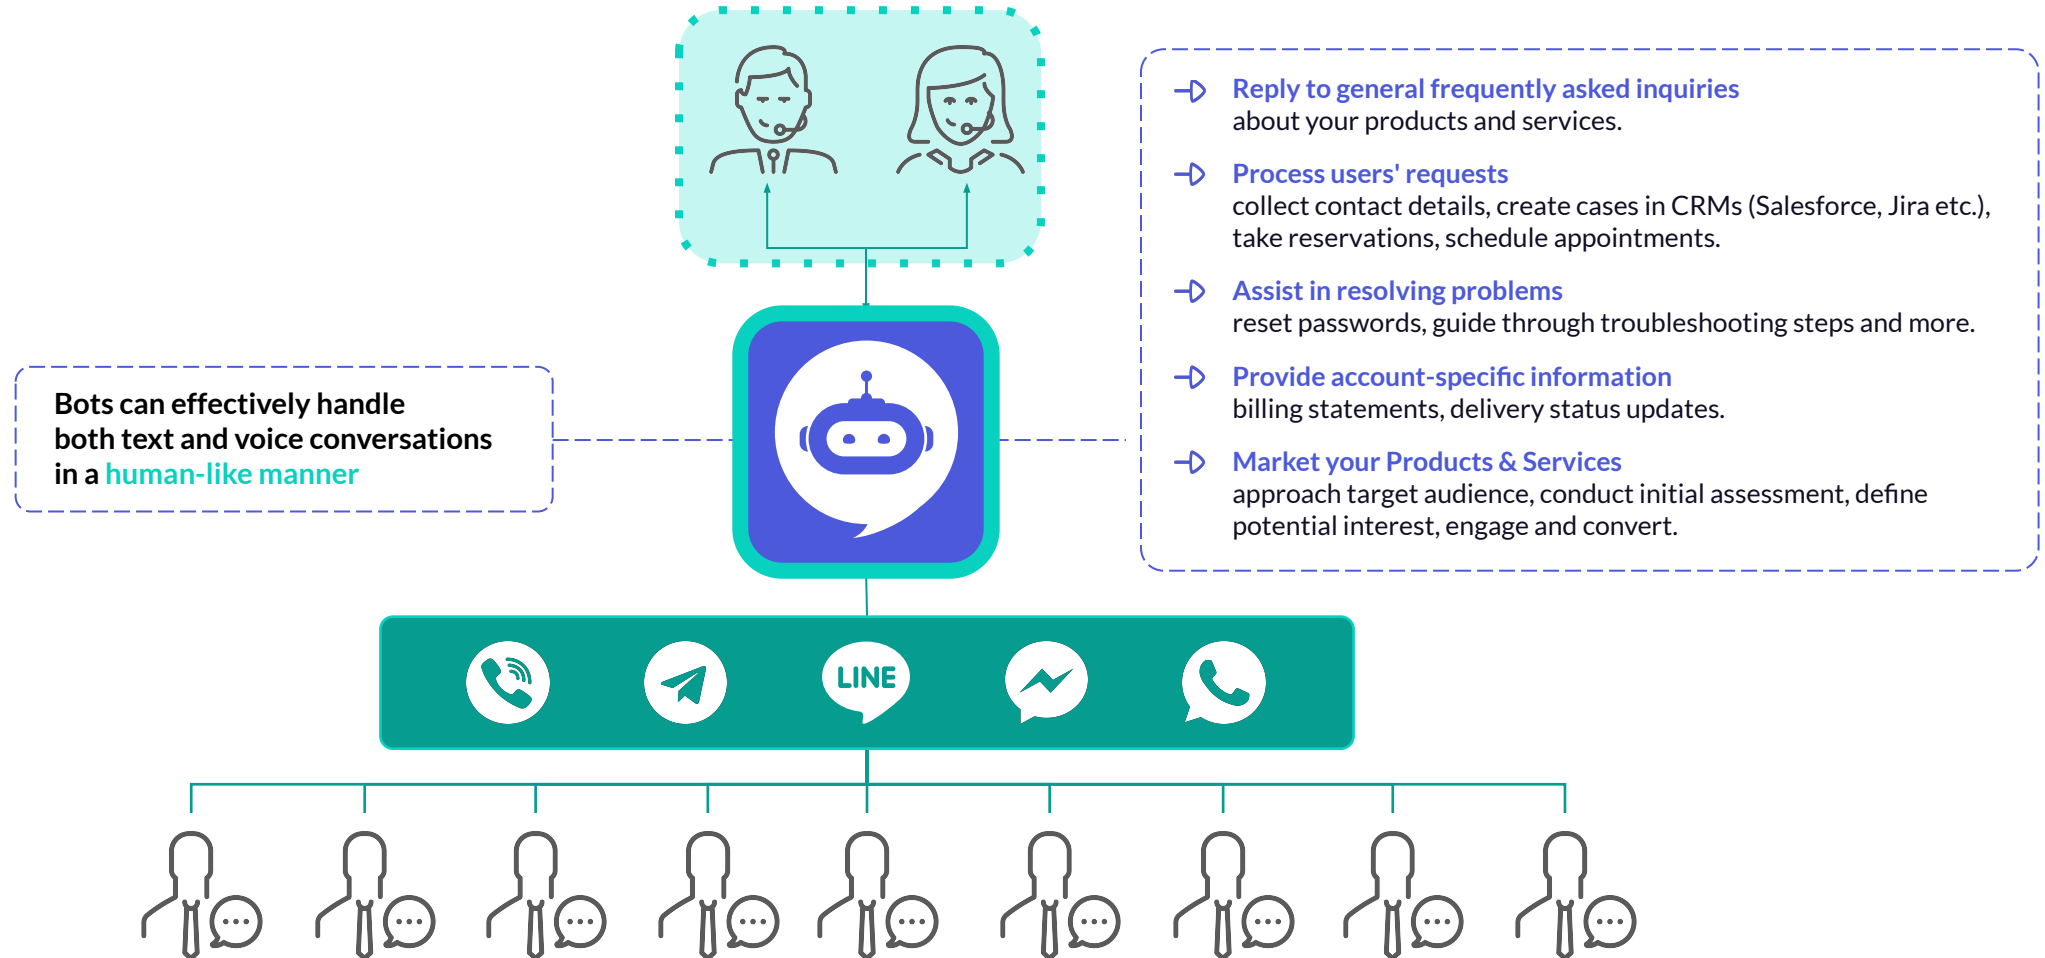 Reply to general frequently asked inquiries
about your products and services.
Process users' requests
collect contact details, create cases in CRMs (Salesforce, Jira etc.),
take reservations, schedule appointments.
Assist in resolving problems
reset passwords, guide through troubleshooting steps and more.
Provide account-specific information
billing statements, delivery status updates.
Market your Products & Services
approach target audience, conduct initial assessment, define
potential interest, engage and convert.
Bots can effectively handle
both text and voice conversations
in a human-like manner
LINE